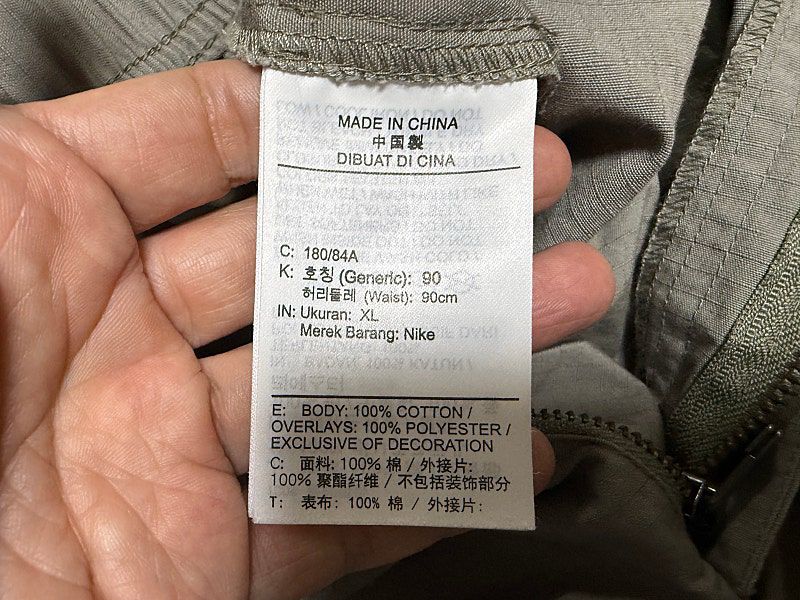 MADE IN CHINA
中国製
DIBUAT DI CINA
C: 180/84A
K: 호칭 (Generic): 90
허리둘레 (Waist): 90cm
IN: Ukuran: XL
Merek Barang: Nike
E: BODY: 100% COTTON /
OVERLAYS: 100% POLYESTER /
EXCLUSIVE OF DECORATION
C: 面料: 100% 棉 / 外接片:
100% 聚酯纤维 / 不包括装饰部分
T: 表布: 100% 棉 / 外接片: